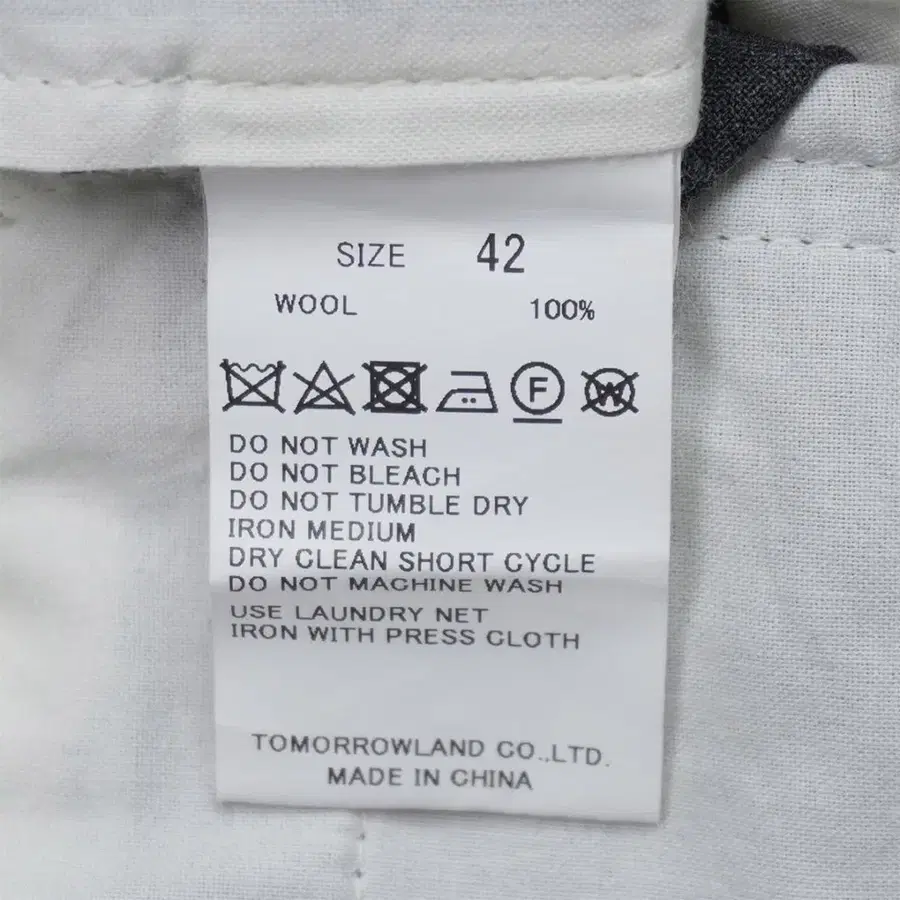 SIZE 42
WOOL 100%
F W
DO NOT WASH
DO NOT BLEACH
DO NOT TUMBLE DRY
IRON MEDIUM
DRY CLEAN SHORT CYCLE
DO NOT MACHINE WASH
USE LAUNDRY NET
IRON WITH PRESS CLOTH
TOMORROWLAND CO.,LTD.
MADE IN CHINA